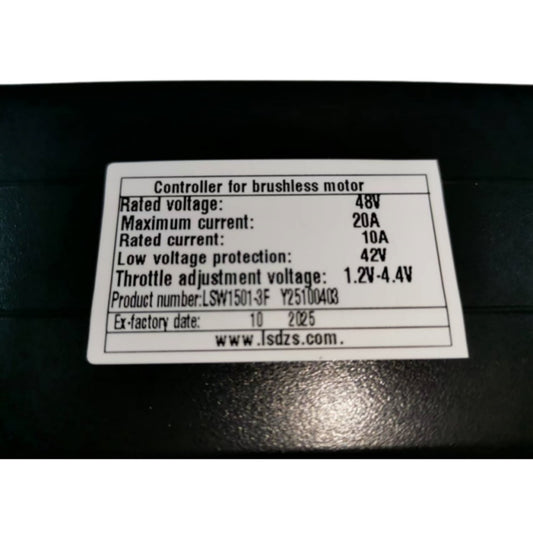 Controller for brushless motor
Rated voltage: 48V
Maximum current: 20A
Rated current: 10A
Low voltage protection: 42V
Throttle adjustment voltage: 1.2V-4.4V
Product number:LSW1501-3F Y25100403
Ex-factory date: 10 2025
www.lsdzs.com.